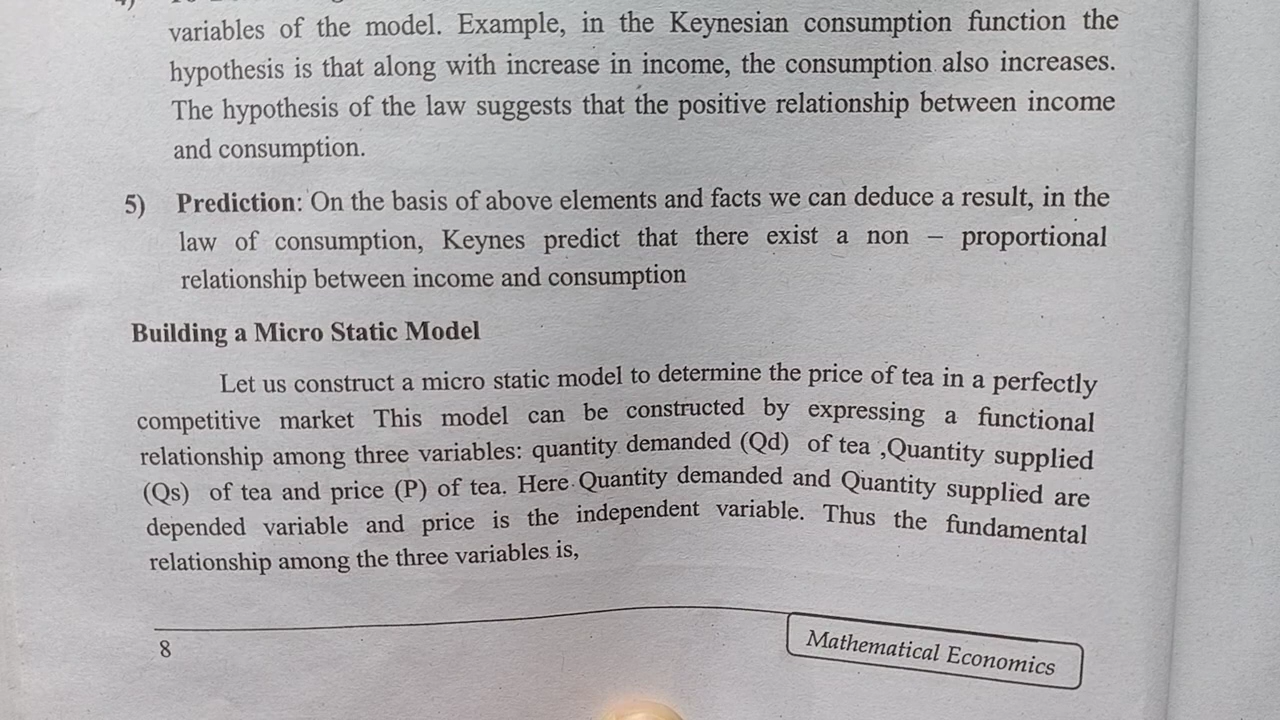 variables of the model. Example, in the Keynesian consumption function the
hypothesis is that along with increase in income, the consumption also increases.
The hypothesis of the law suggests that the positive relationship between income
and consumption.
5) Prediction: On the basis of above elements and facts we can deduce a result, in the
law of consumption, Keynes predict that there exist a non – proportional
relationship between income and consumption
Building a Micro Static Model
Let us construct a micro static model to determine the price of tea in a perfectly
competitive market This model can be constructed by expressing a functional
relationship among three variables: quantity demanded (Qd) of tea ,Quantity supplied
(Qs) of tea and price (P) of tea. Here Quantity demanded and Quantity supplied are
depended variable and price is the independent variable. Thus the fundamental
relationship among the three variables is,
8
Mathematical Economics